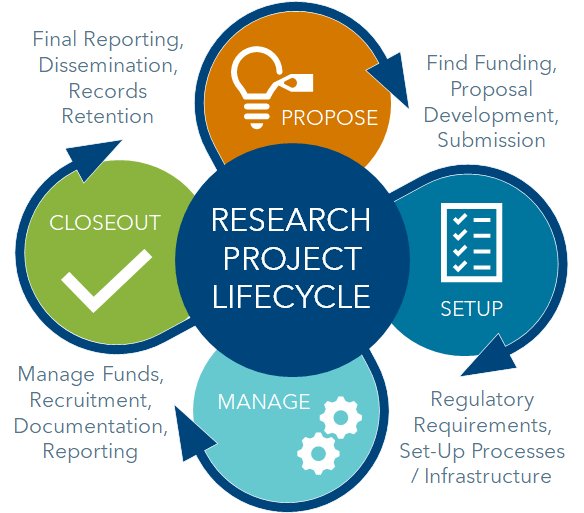 Final Reporting,
Dissemination,
Records
Retention
PROPOSE
Find Funding,
Proposal
Development,
Submission
CLOSEOUT
RESEARCH
PROJECT
LIFECYCLE
SETUP
Manage Funds,
Recruitment,
Documentation,
Reporting
MANAGE
Regulatory
Requirements,
Set-Up Processes
/ Infrastructure